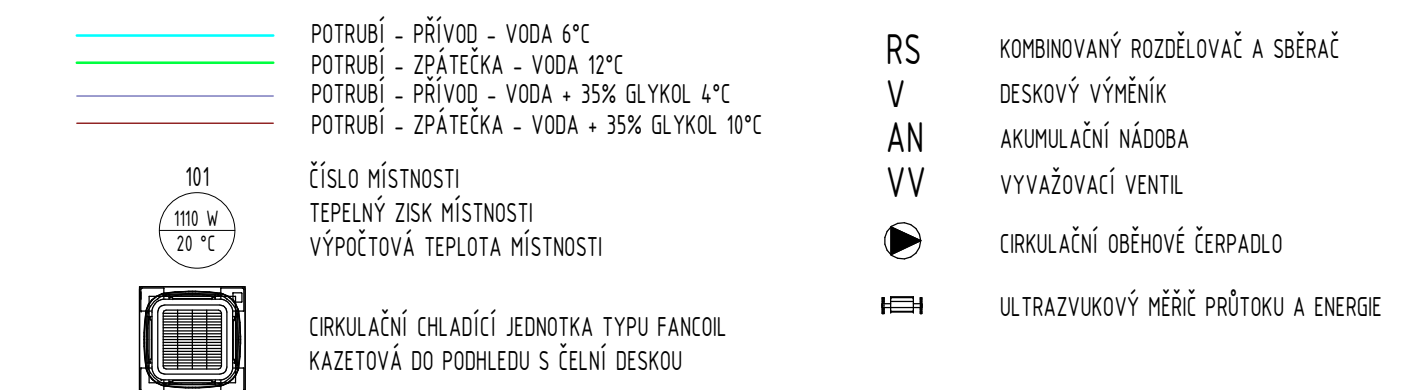 POTRUBÍ - PŘÍVOD - VODA 6°C
POTRUBÍ - ZPÁTEČKA - VODA 12°C
POTRUBÍ - PŘÍVOD - VODA + 35% GLYKOL 4°C
POTRUBÍ - ZPÁTEČKA - VODA + 35% GLYKOL 10°C
101
ČÍSLO MÍSTNOSTI
1110 W
TEPELNÝ ZISK MÍSTNOSTI
20 °C
VÝPOČTOVÁ TEPLOTA MÍSTNOSTI
CIRKULAČNÍ CHLADÍCÍ JEDNOTKA TYPU FANCOIL
KAZETOVÁ DO PODHLEDU S ČELNÍ DESKOU
RS KOMBINOVANÝ ROZDĚLOVAČ A SBĚRAČ
V DESKOVÝ VÝMĚNÍK
AN AKUMULAČNÍ NÁDOBA
VV VYVAŽOVACÍ VENTIL
CIRKULAČNÍ OBĚHOVÉ ČERPADLO
ULTRAZVUKOVÝ MĚŘIČ PRŮTOKU A ENERGIE